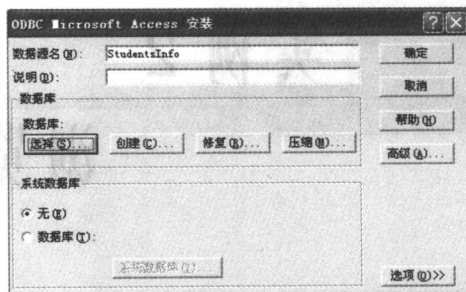 ODBC Microsoft Access 安装
数据源名(N):
StudentsInfo
确定
说明(D):
取消
数据库
数据库:
帮助(H)
选择(S)...
创建(C)...
修复(R)...
压缩(M)...
高级(A)...
系统数据库
无(E)
数据库(T):
系统数据库(Y)...
选项(O)>>